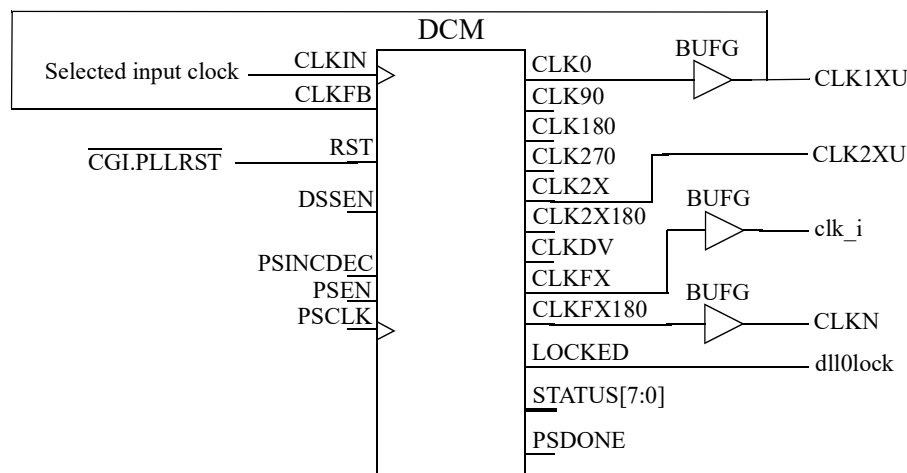 DCM
BUFG
CLKIN
Selected input clock
CLK0
CLK1XU
CLKFB
CLK90
CLK180
RST
CGI.PLLRST
CLK270
CLK2XU
CLK2X
DSSEN
BUFG
CLK2X180
clk_i
CLKDV
PSINCDEC
CLKFX
PSEN
BUFG
CLKFX180
PSCLK
CLKN
LOCKED
dll0lock
STATUS[7:0]
PSDONE